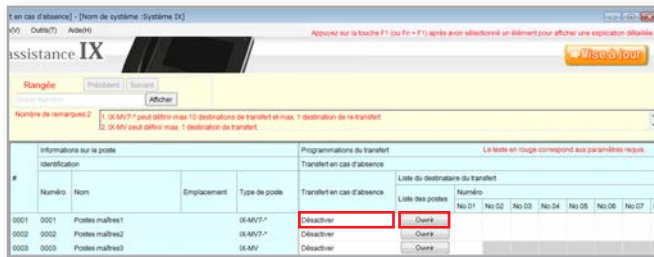 t en cas d'absence] - [Nom de système :Système IX]
(V) Outils(T) Aide(H)
Appuyez sur la touche F1 (ou Fn + F1) après avoir sélectionné un élément pour afficher une explication détaillée
assistance IX
Mise à jour
Rangée Précédent Suivant
Afficher
Nombre de remarques:2
1. IX-MV7-* peut définir max.10 destinations de transfert et max. 1 destination de re-transfert.
2. IX-MV peut définir max. 1 destination de transfert.
Informations sur le poste Programmations du transfert Le texte en rouge correspond aux paramètres requis.
Identification Transfert en cas d'absence
Liste du destinataire du transfert
# Numéro Nom Emplacement Type de poste Transfert en cas d'absence Liste des postes Numéro
No.01 No.02 No.03 No.04 No.05 No.06 No.07
0001 0001 Postes maîtres1 IX-MV7-* Désactiver Ouvrir
0002 0002 Postes maîtres2 IX-MV7-* Désactiver Ouvrir
0003 0003 Postes maîtres3 IX-MV Désactiver Ouvrir